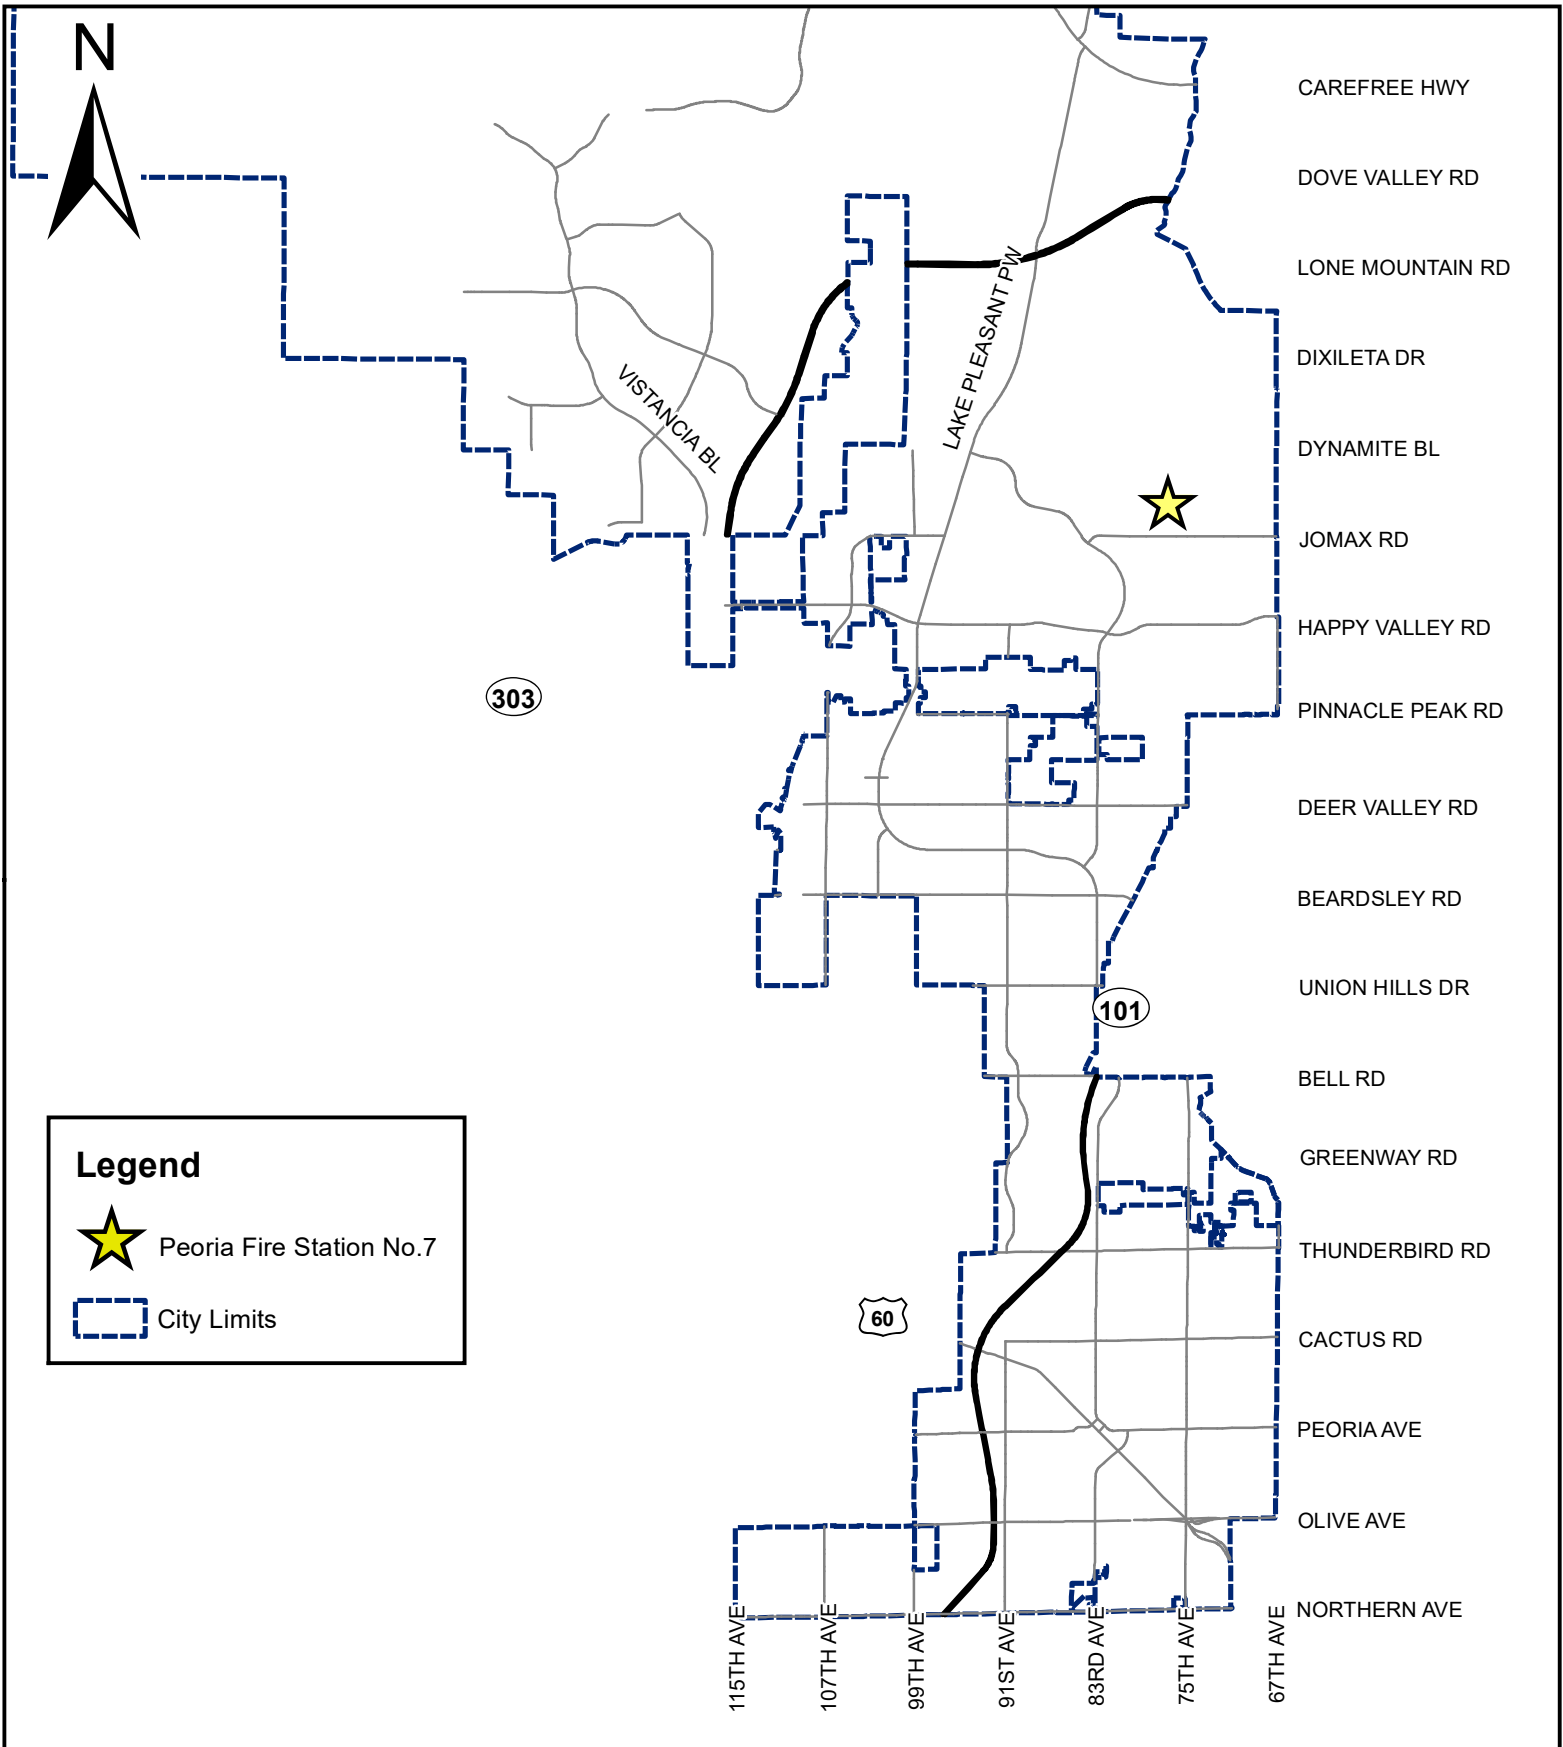 N
CAREFREE HWY
DOVE VALLEY RD
LONE MOUNTAIN RD
DIXILETA DR
DYNAMITE BL
JOMAX RD
HAPPY VALLEY RD
PINNACLE PEAK RD
DEER VALLEY RD
BEARDSLEY RD
UNION HILLS DR
BELL RD
GREENWAY RD
THUNDERBIRD RD
CACTUS RD
PEORIA AVE
OLIVE AVE
NORTHERN AVE
LAKE PLEASANT PW
VISTANCIA BL
303
101
60
Legend
Peoria Fire Station No.7
City Limits
115TH AVE
107TH AVE
99TH AVE
91ST AVE
83RD AVE
75TH AVE
67TH AVE